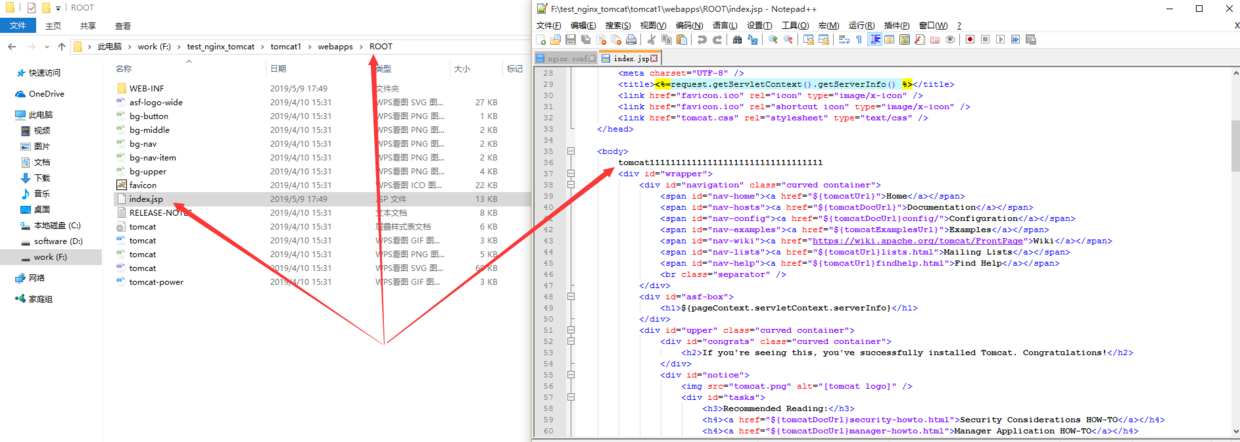 ROOT
文件 主页 共享 查看
此电脑 › work (F:) › test_nginx_tomcat › tomcat1 › webapps › ROOT
名称 日期 类型 大小 标记
快速访问
OneDrive
此电脑
视频
图片
文档
下载
音乐
桌面
本地磁盘 (C:)
software (D:)
work (F:)
网络
家庭组
WEB-INF 2019/5/9 17:49 文件夹
asf-logo-wide 2019/4/10 15:31 WPS看图 SVG 图... 27 KB
bg-button 2019/4/10 15:31 WPS看图 PNG 图... 1 KB
bg-middle 2019/4/10 15:31 WPS看图 PNG 图... 2 KB
bg-nav 2019/4/10 15:31 WPS看图 PNG 图... 2 KB
bg-nav-item 2019/4/10 15:31 WPS看图 PNG 图... 2 KB
bg-upper 2019/4/10 15:31 WPS看图 PNG 图... 4 KB
favicon 2019/4/10 15:31 WPS看图 ICO 图... 22 KB
index.jsp 2019/5/9 17:49 JSP 文件 13 KB
RELEASE-NOTES 2019/4/10 15:31 文本文档 8 KB
tomcat 2019/4/10 15:31 层叠样式表文档 6 KB
tomcat 2019/4/10 15:31 WPS看图 GIF 图... 3 KB
tomcat 2019/4/10 15:31 WPS看图 PNG 图... 5 KB
tomcat 2019/4/10 15:31 WPS看图 SVG 图... KB
tomcat-power 2019/4/10 15:31 WPS看图 GIF 图... 3 KB
F:\test_nginx_tomcat\tomcat1\webapps\ROOT\index.jsp - Notepad++
文件(F) 编辑(E) 搜索(S) 视图(V) 编码(N) 语言(L) 设置(T) 工具(O) 宏(M) 运行(R) 插件(P) 窗口(W) ? X
nginx.conf index.jsp
28 <meta charset="UTF-8" />
29 <title><%=request.getServletContext().getServerInfo() %></title>
30 <link href="favicon.ico" rel="icon" type="image/x-icon" />
31 <link href="favicon.ico" rel="shortcut icon" type="image/x-icon" />
32 <link href="tomcat.css" rel="stylesheet" type="text/css" />
33 </head>
34
35 <body>
36 tomcat111111111111111111111111111111111
37 <div id="wrapper">
38 <div id="navigation" class="curved container">
39 <span id="nav-home"><a href="${tomcatUrl}">Home</a></span>
40 <span id="nav-hosts"><a href="${tomcatDocUrl}">Documentation</a></span>
41 <span id="nav-config"><a href="${tomcatDocUrl}config/">Configuration</a></span>
42 <span id="nav-examples"><a href="${tomcatExamplesUrl}">Examples</a></span>
43 <span id="nav-wiki"><a href="https://wiki.apache.org/tomcat/FrontPage">Wiki</a></span>
44 <span id="nav-lists"><a href="${tomcatUrl}lists.html">Mailing Lists</a></span>
45 <span id="nav-help"><a href="${tomcatUrl}findhelp.html">Find Help</a></span>
46 <br class="separator" />
47 </div>
48 <div id="asf-box">
49 <h1>${pageContext.servletContext.serverInfo}</h1>
50 </div>
51 <div id="upper" class="curved container">
52 <div id="congrats" class="curved container">
53 <h2>If you're seeing this, you've successfully installed Tomcat. Congratulations!</h2>
54 </div>
55 <div id="notice">
56 <img src="tomcat.png" alt="[tomcat logo]" />
57 <div id="tasks">
58 <h3>Recommended Reading:</h3>
59 <h4><a href="${tomcatDocUrl}security-howto.html">Security Considerations HOW-TO</a></h4>
60 <h4><a href="${tomcatDocUrl}manager-howto.html">Manager Application HOW-TO</a></h4>